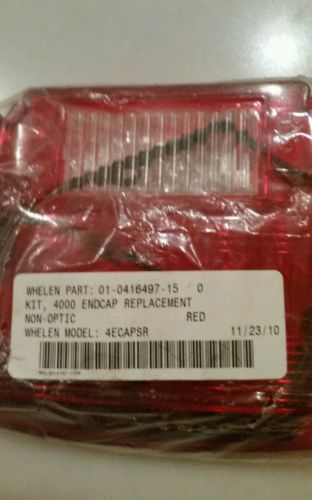 WHELEN PART: 01-0416497-15 0
KIT, 4000 ENDCAP REPLACEMENT
NON-OPTIC RED
WHELEN MODEL: 4ECAPSR 11/23/10